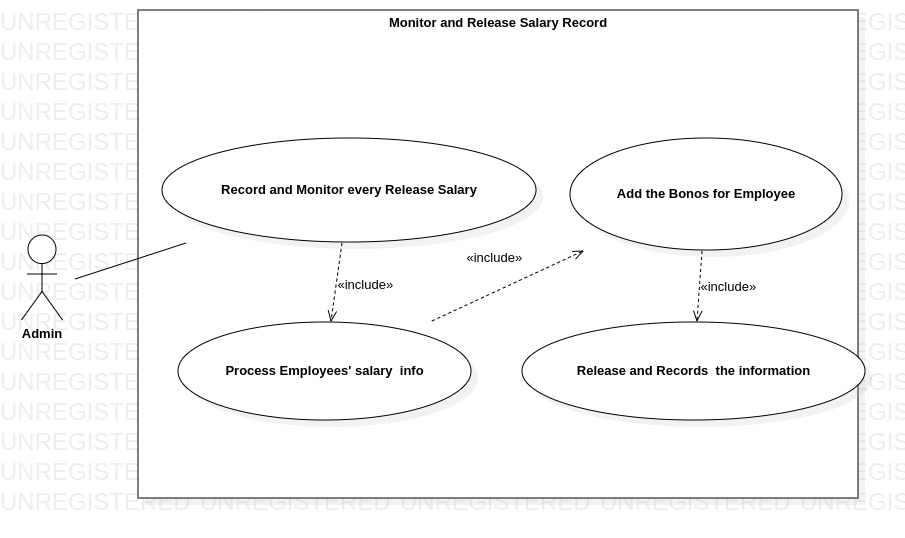 Monitor and Release Salary Record
Record and Monitor every Release Salary
Add the Bonos for Employee
«include»
«include»
«include»
Admin
Process Employees' salary  info
Release and Records  the information
UNREGISTERED UNREGISTERED UNREGISTERED UNREGISTERED UNREGIS